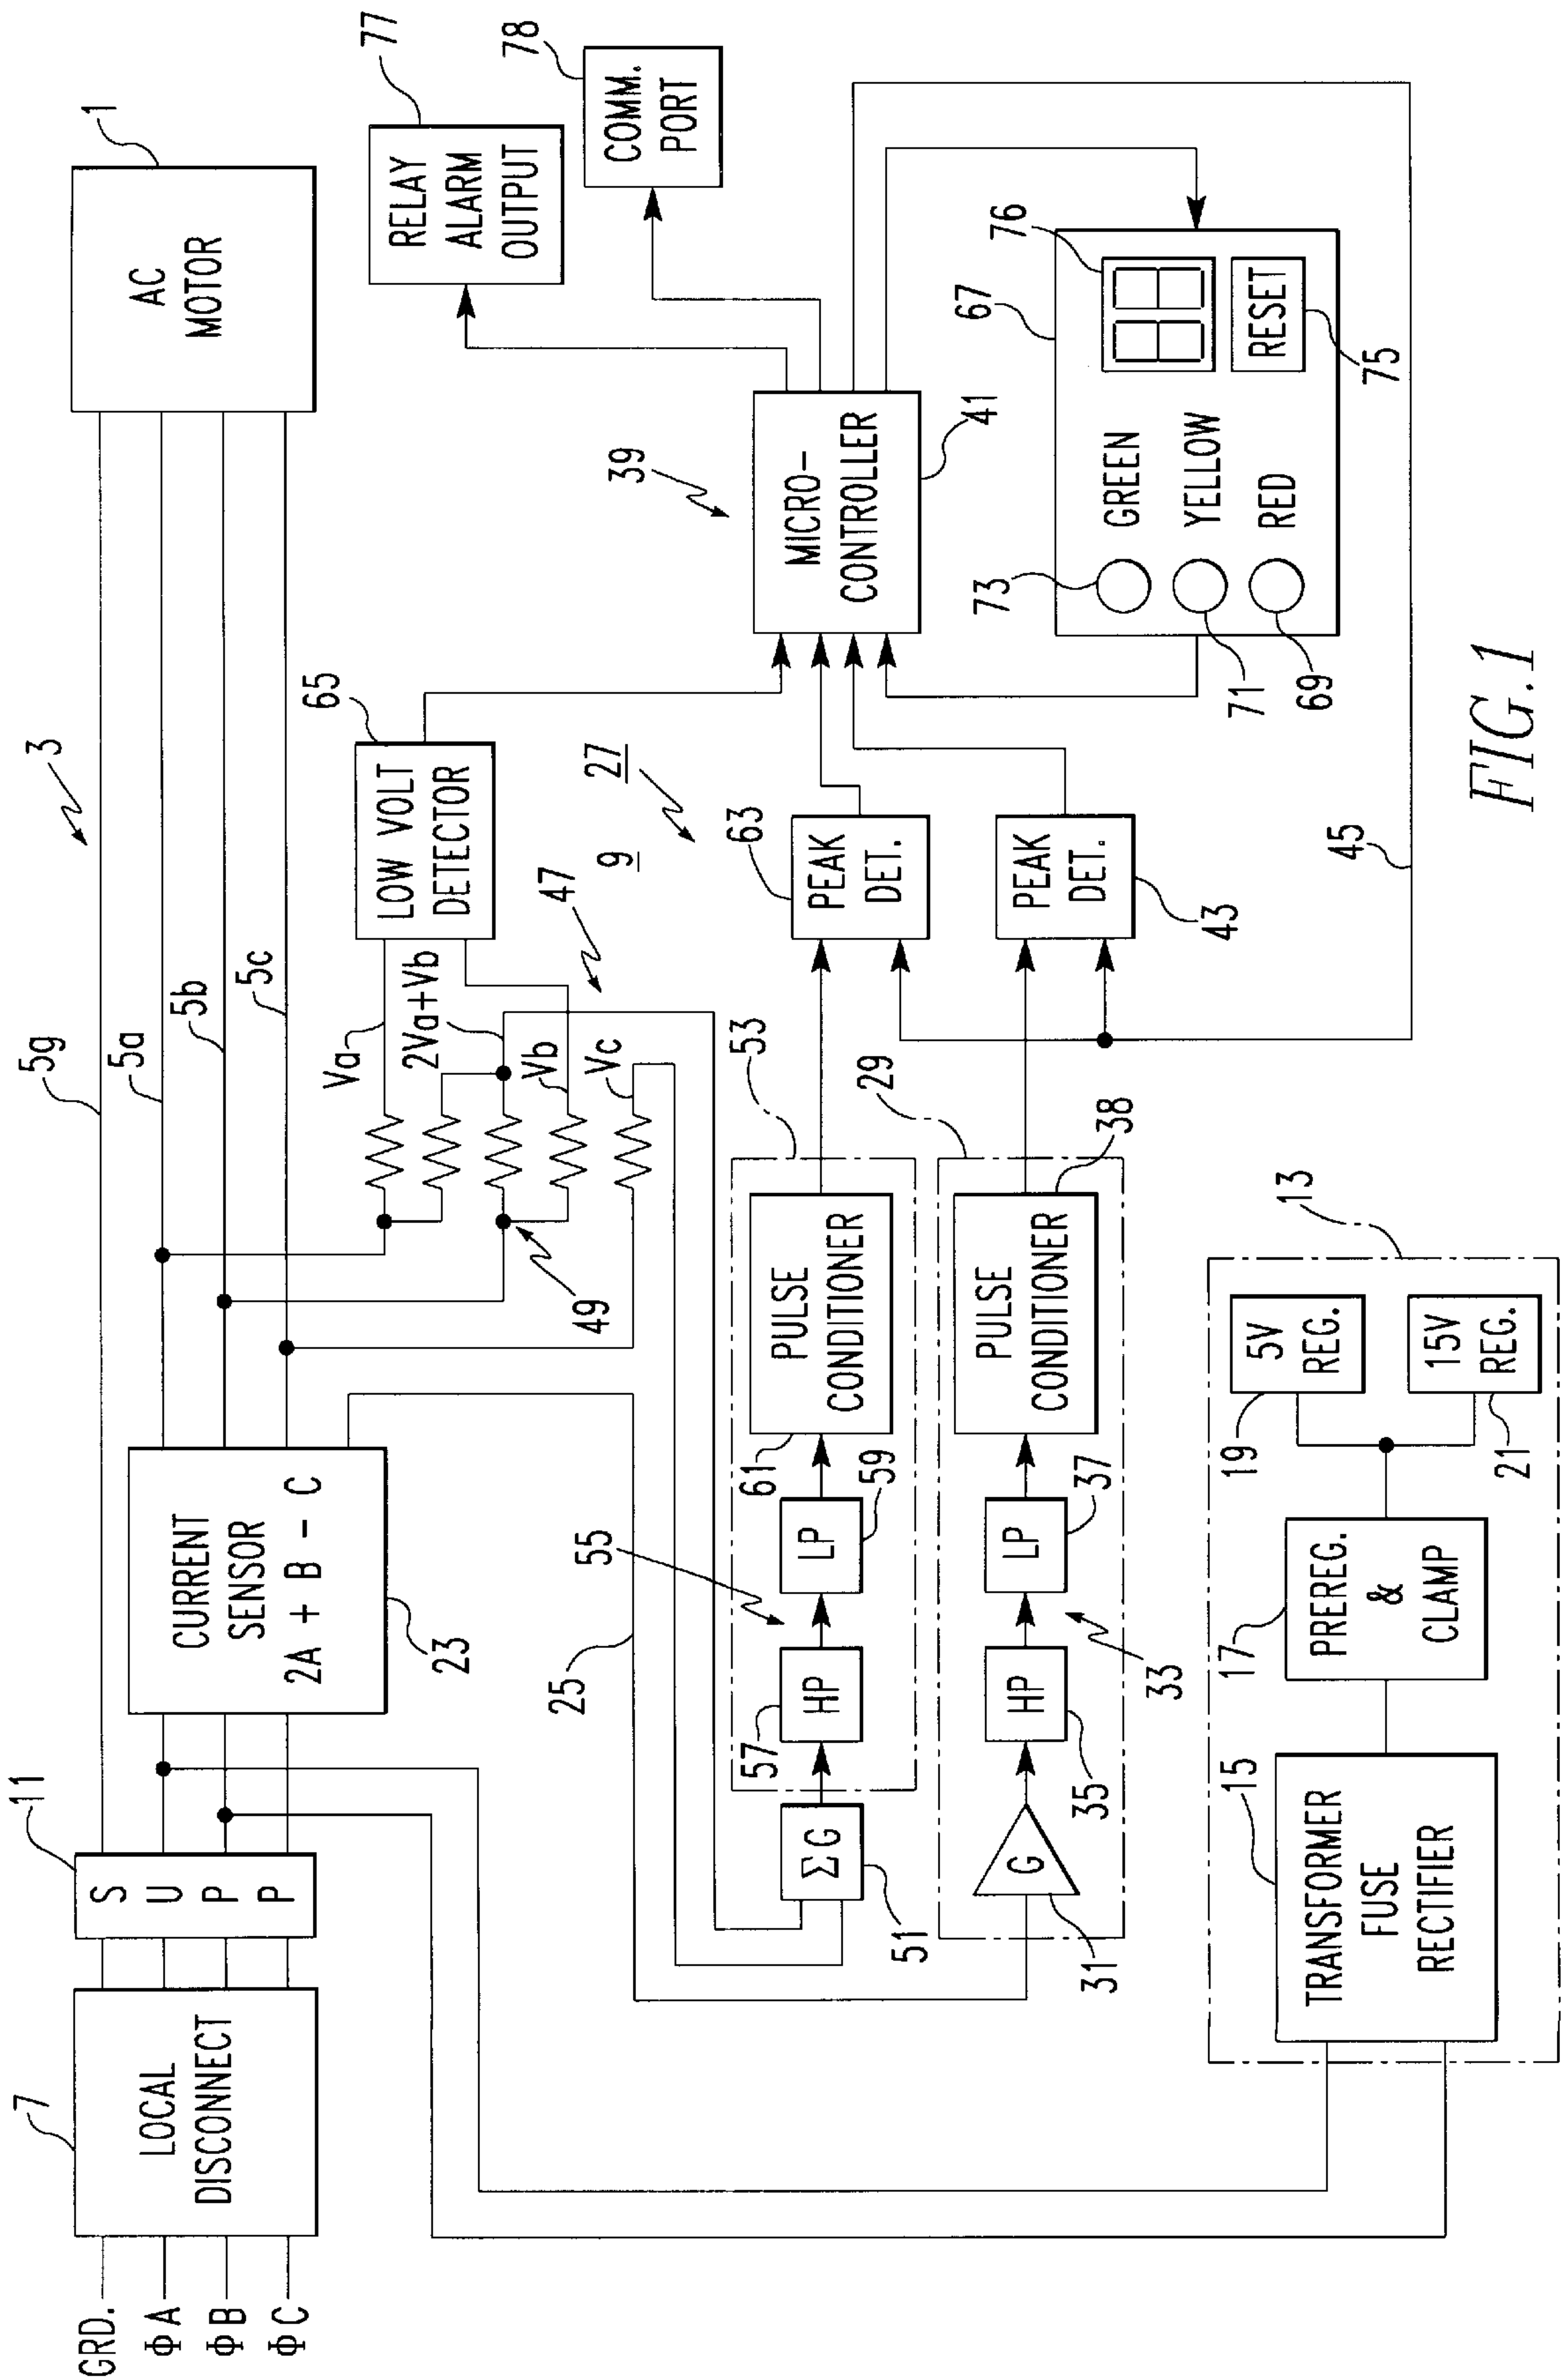 GRD.
ΦA
ΦB
ΦC
7
LOCAL
DISCONNECT
11
S
U
P
P
CURRENT
SENSOR
2A + B - C
23
3
5g
5a
5b
5c
1
AC
MOTOR
77
RELAY
ALARM
OUTPUT
78
COMM.
PORT
65
LOW VOLT
DETECTOR
Va
2Va+Vb
Vb
Vc
47
49
9
27
39
MICRO-
CONTROLLER
41
25
51
ΣG
55
57
HP
LP
59
61
PULSE
CONDITIONER
53
63
PEAK
DET.
31
G
33
35
HP
LP
37
PULSE
CONDITIONER
38
29
PEAK
DET.
43
45
67
76
73
GREEN
71
YELLOW
69
RED
RESET
75
13
15
TRANSFORMER
FUSE
RECTIFIER
17
PREREG.
&
CLAMP
19
5V
REG.
21
15V
REG.
FIG.1